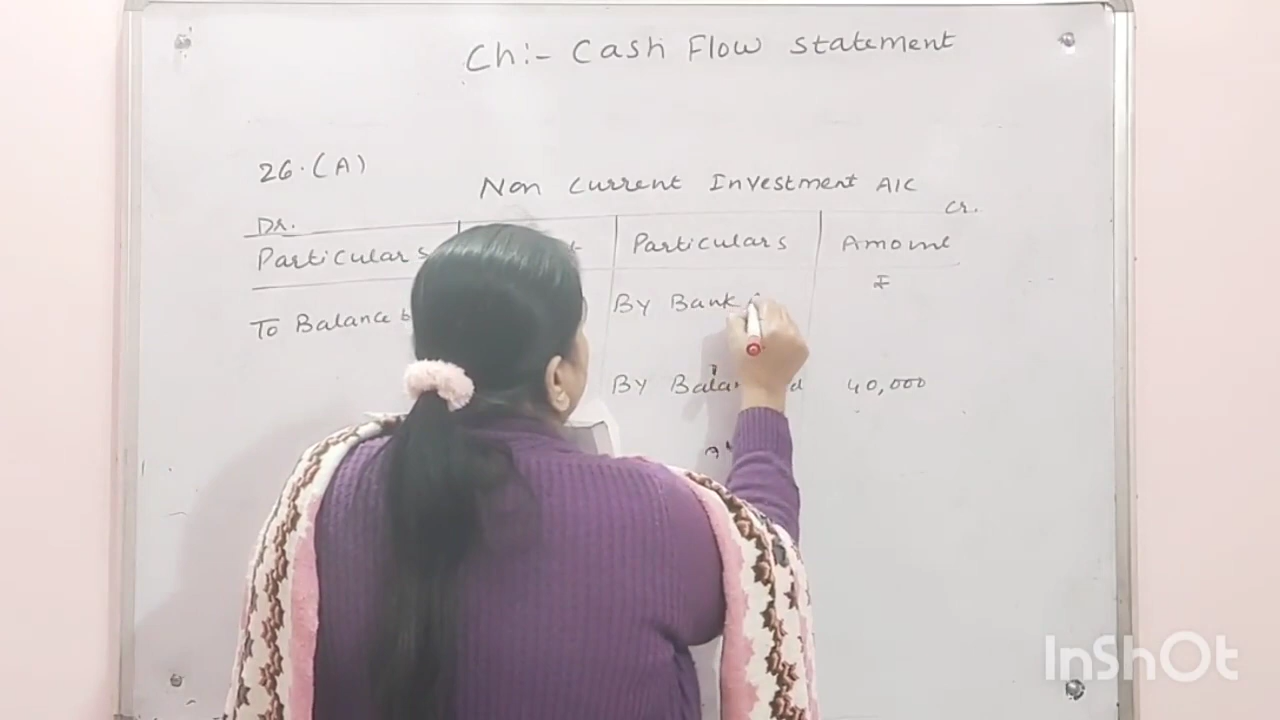 Ch:- Cash Flow Statement
26.(A)
Non Current Investment A/C
Dr. Cr.
Particulars Particulars Amount
₹
To Balance b By Bank
By 40,000
InShOt